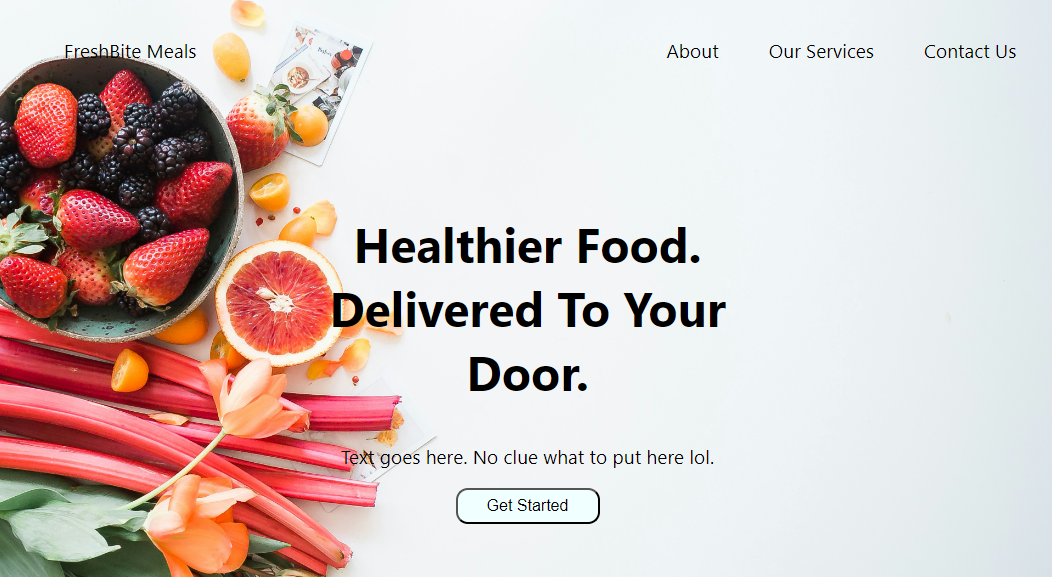 FreshBite Meals About Our Services Contact Us
Healthier Food.
Delivered To Your
Door.
Text goes here. No clue what to put here lol.
Get Started